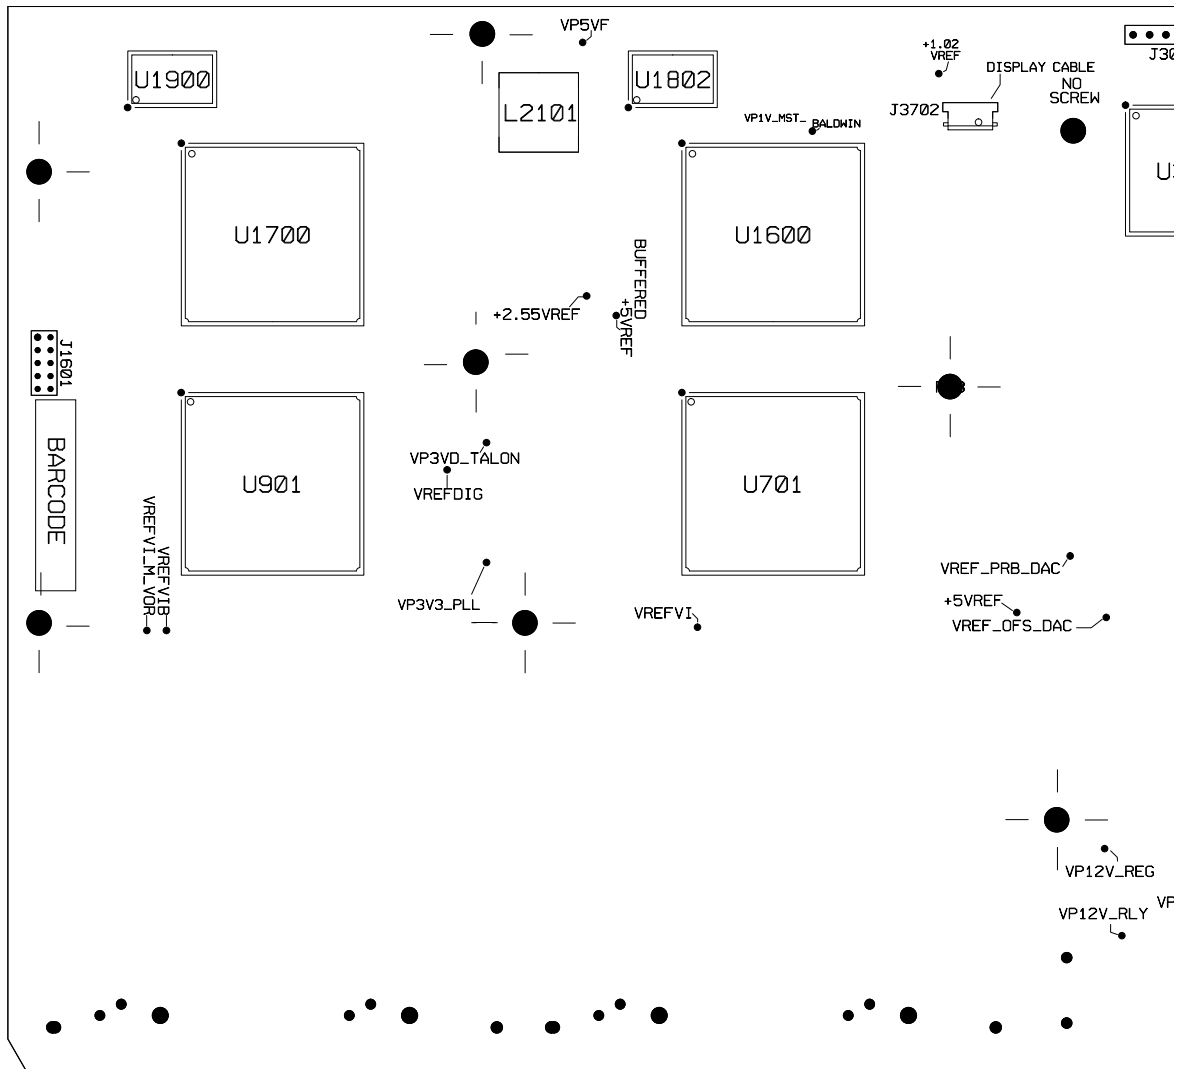 VP5VF
+1.02
VREF
U1900
U1802
DISPLAY CABLE
NO
SCREW
L2101
J3702
VP1V_MST_
BALDWIN
U1700
U1600
BUFFERED
+5VREF
+2.55VREF
J1601
BARCODE
VP3VD_TALON
VREFDIG
U901
U701
VREFVI_M_VOR
VREFVIB
VP3V3_PLL
VREFVI
VREF_PRB_DAC
+5VREF
VREF_OFS_DAC
VP12V_REG
VP12V_RLY
VP